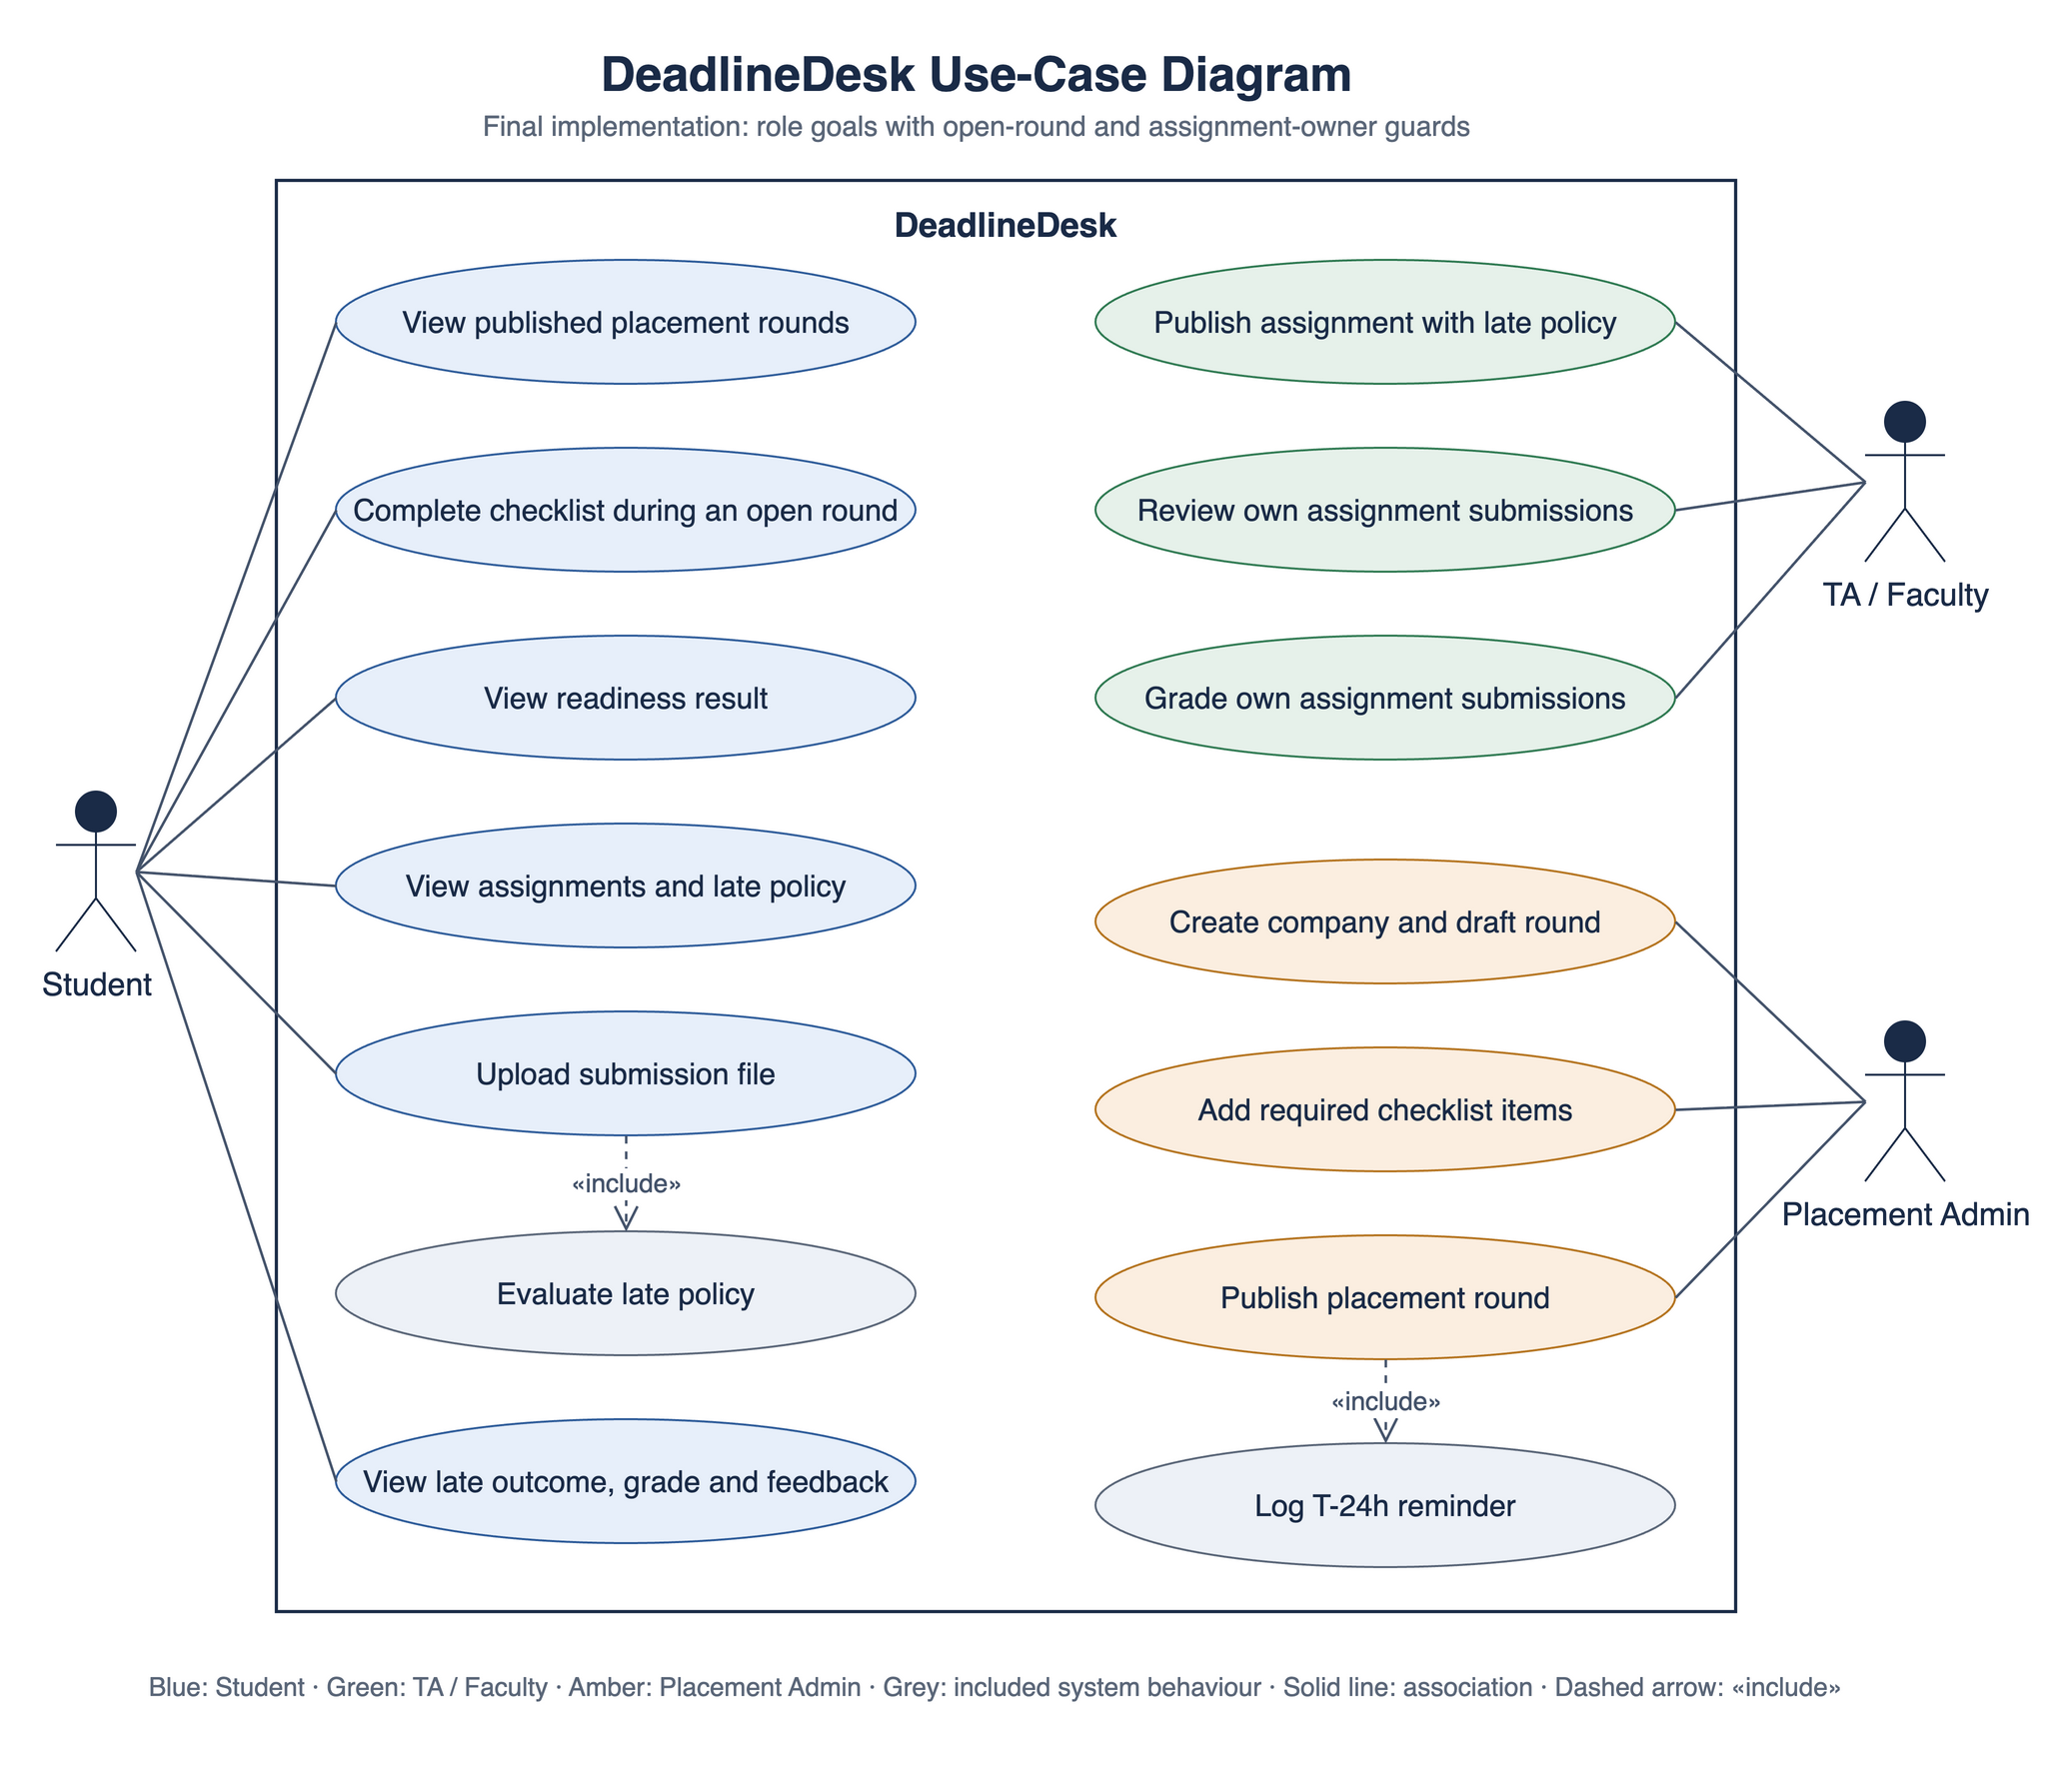 DeadlineDesk Use-Case Diagram
Final implementation: role goals with open-round and assignment-owner guards
DeadlineDesk
View published placement rounds
Complete checklist during an open round
View readiness result
View assignments and late policy
Upload submission file
«include»
Evaluate late policy
View late outcome, grade and feedback
Student
Publish assignment with late policy
Review own assignment submissions
Grade own assignment submissions
TA / Faculty
Create company and draft round
Add required checklist items
Publish placement round
«include»
Log T-24h reminder
Placement Admin
Blue: Student · Green: TA / Faculty · Amber: Placement Admin · Grey: included system behaviour · Solid line: association · Dashed arrow: «include»